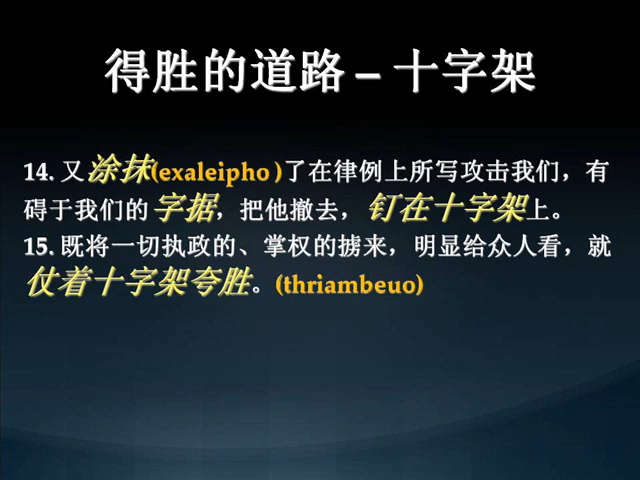 得胜的道路 – 十字架
14. 又涂抹(exaleipho )了在律例上所写攻击我们，有
碍于我们的字据，把他撤去，钉在十字架上。
15. 既将一切执政的、掌权的掳来，明显给众人看，就
仗着十字架夸胜。(thriambeuo)